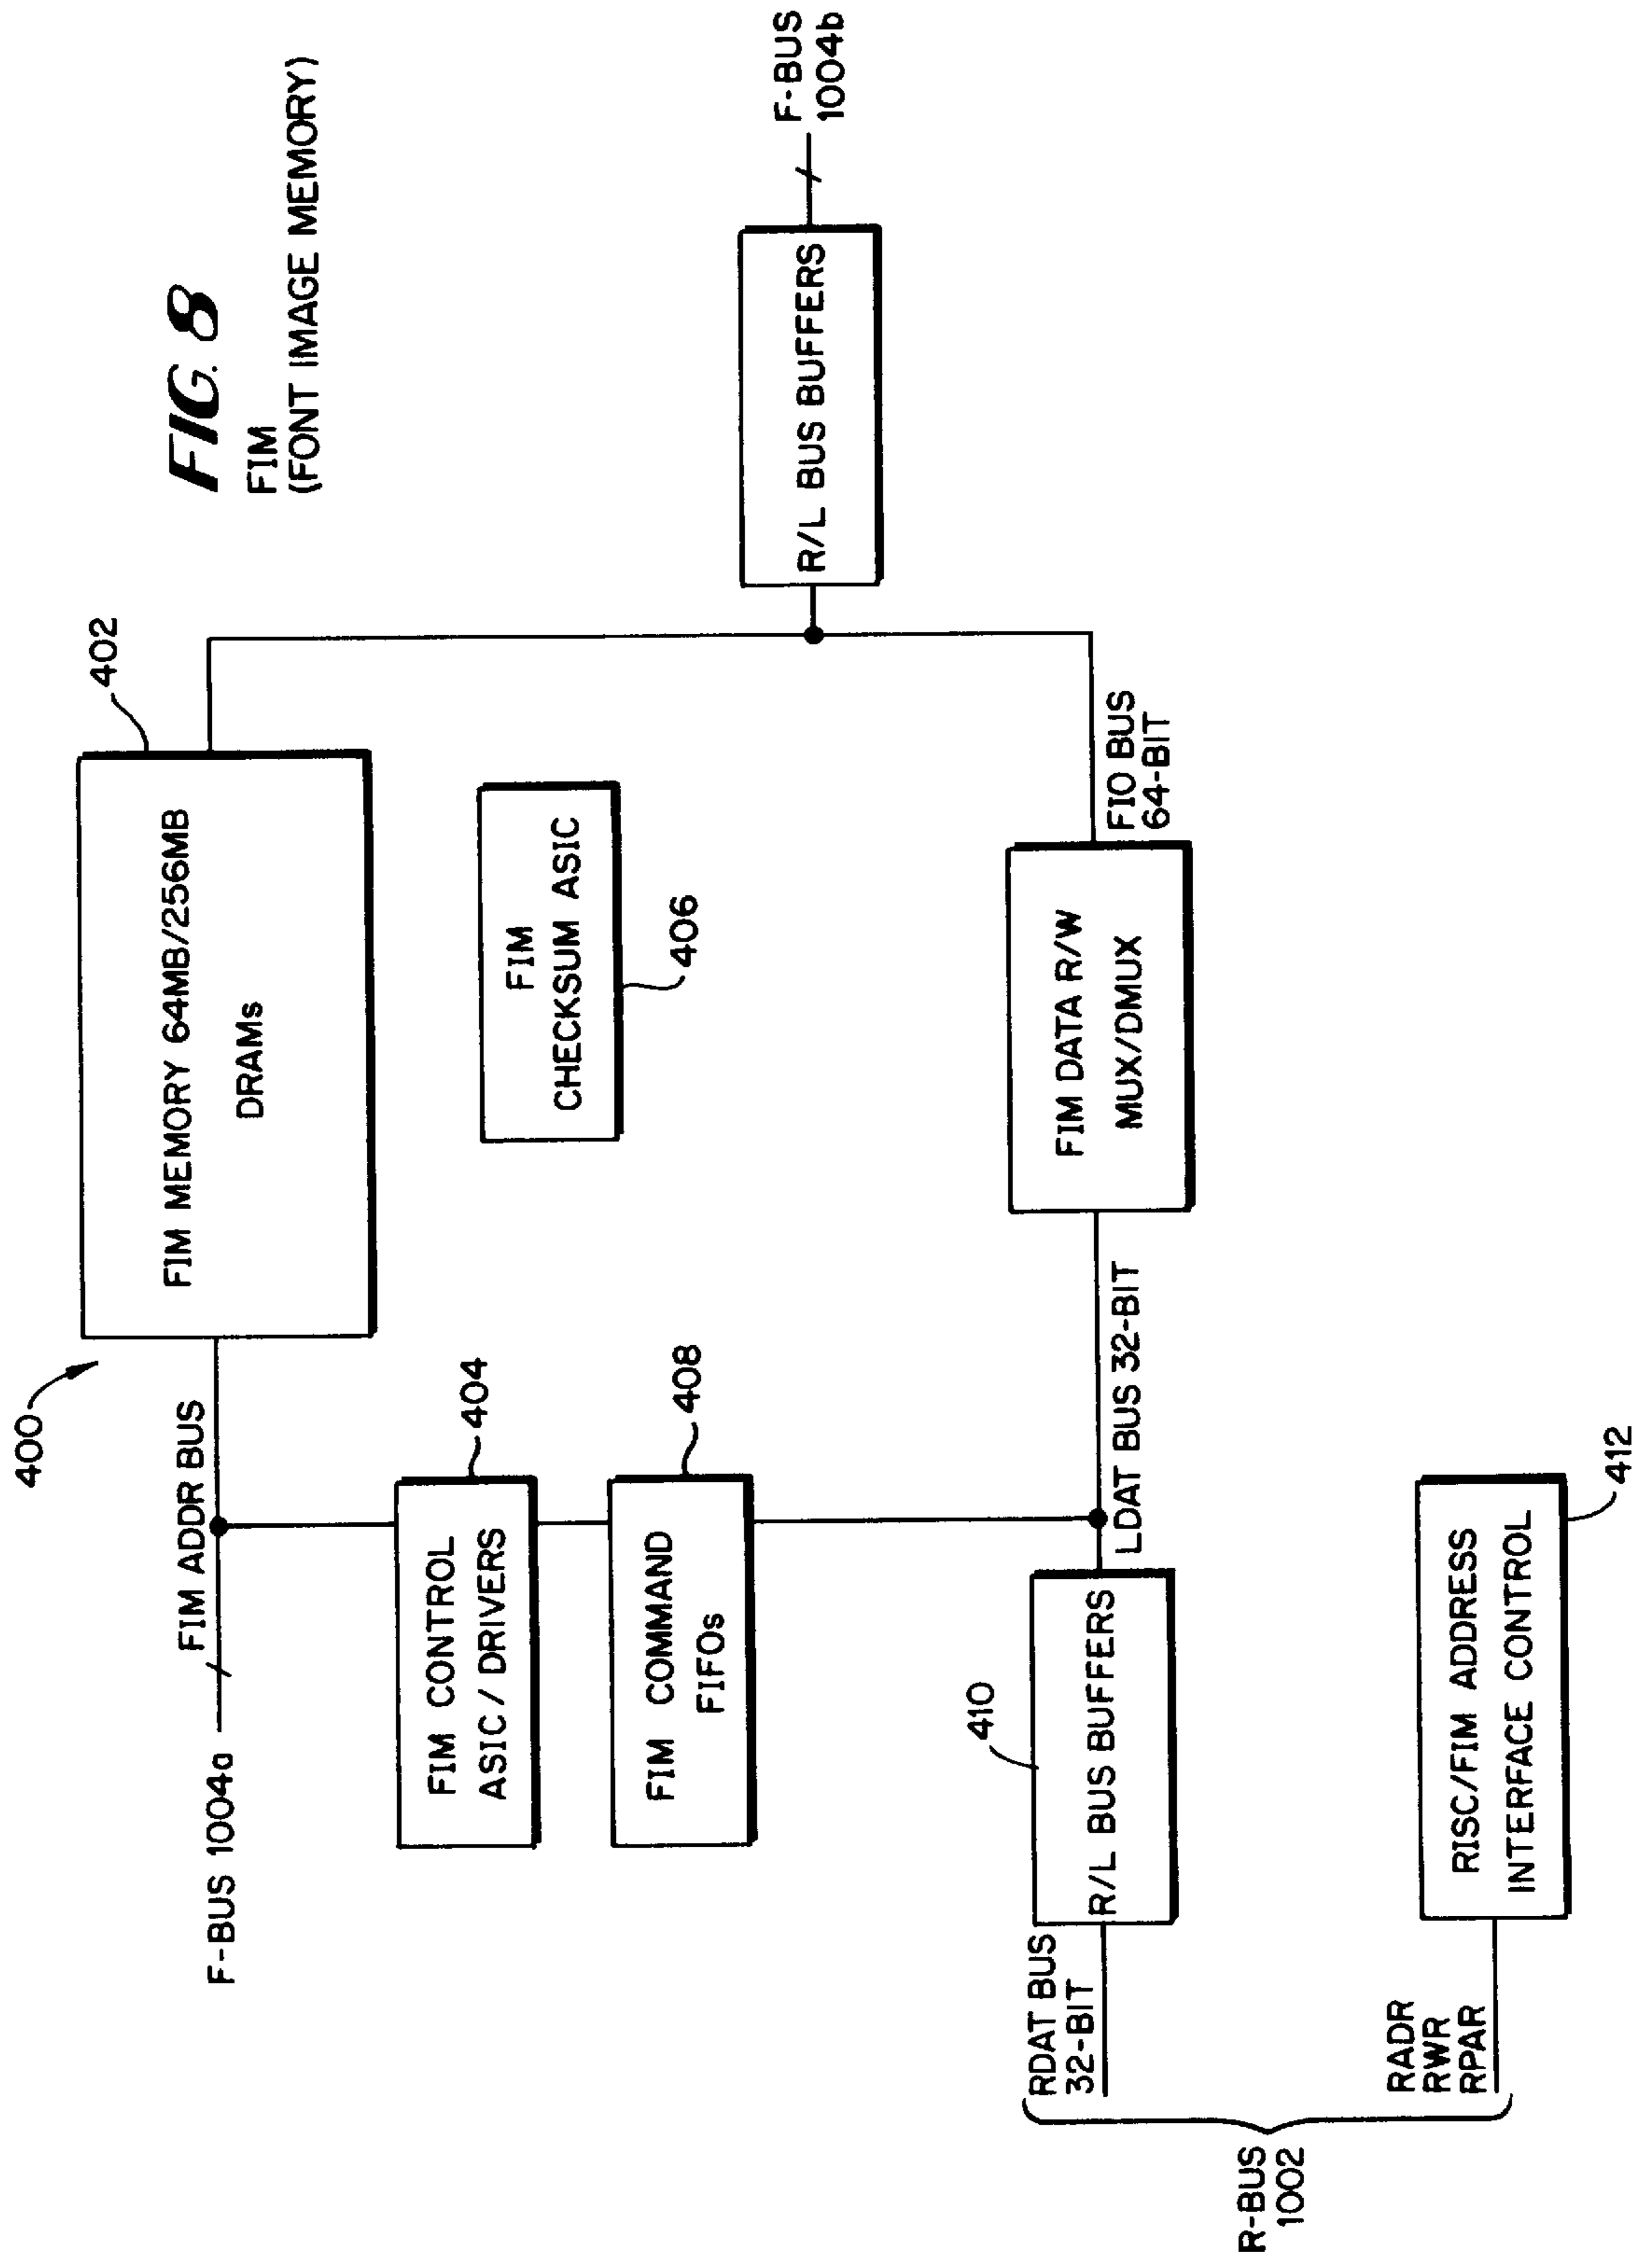 FIG. 8
FIM
(FONT IMAGE MEMORY)
400
402
FIM MEMORY 64MB/256MB
DRAMs
F-BUS 1004a
FIM ADDR BUS
404
FIM CONTROL
ASIC / DRIVERS
406
FIM
CHECKSUM ASIC
408
FIM COMMAND
FIFOs
R/L BUS BUFFERS
F-BUS
1004b
410
R/L BUS BUFFERS
RDAT BUS
32-BIT
LDAT BUS 32-BIT
FIM DATA R/W
MUX/DMUX
FIO BUS
64-BIT
R-BUS
1002
RADR
RWR
RPAR
RISC/FIM ADDRESS
INTERFACE CONTROL
412